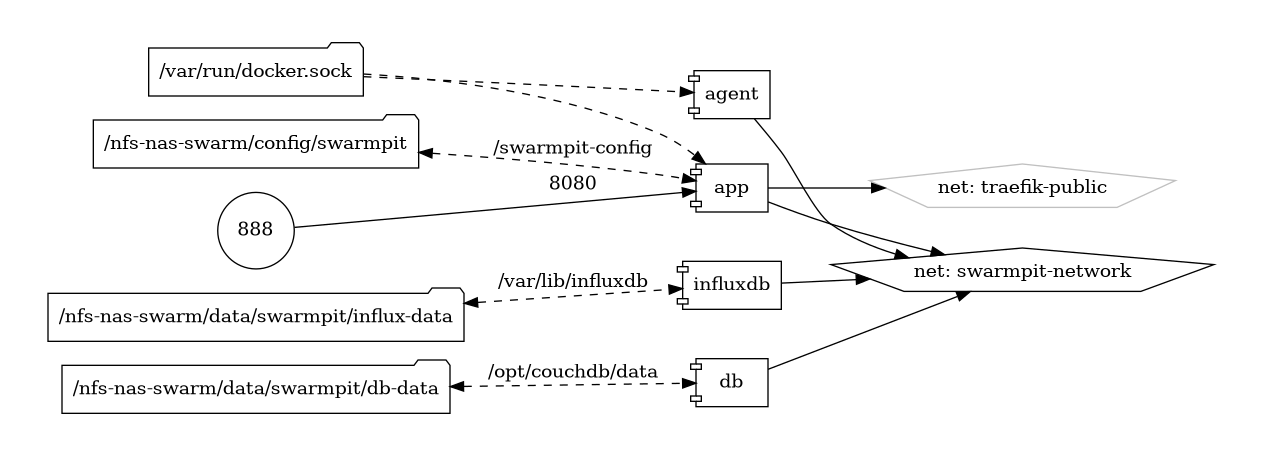 /var/run/docker.sock
agent
/nfs-nas-swarm/config/swarmpit
/swarmpit-config
8080
app
net: traefik-public
888
net: swarmpit-network
/var/lib/influxdb
influxdb
/nfs-nas-swarm/data/swarmpit/influx-data
/opt/couchdb/data
db
/nfs-nas-swarm/data/swarmpit/db-data